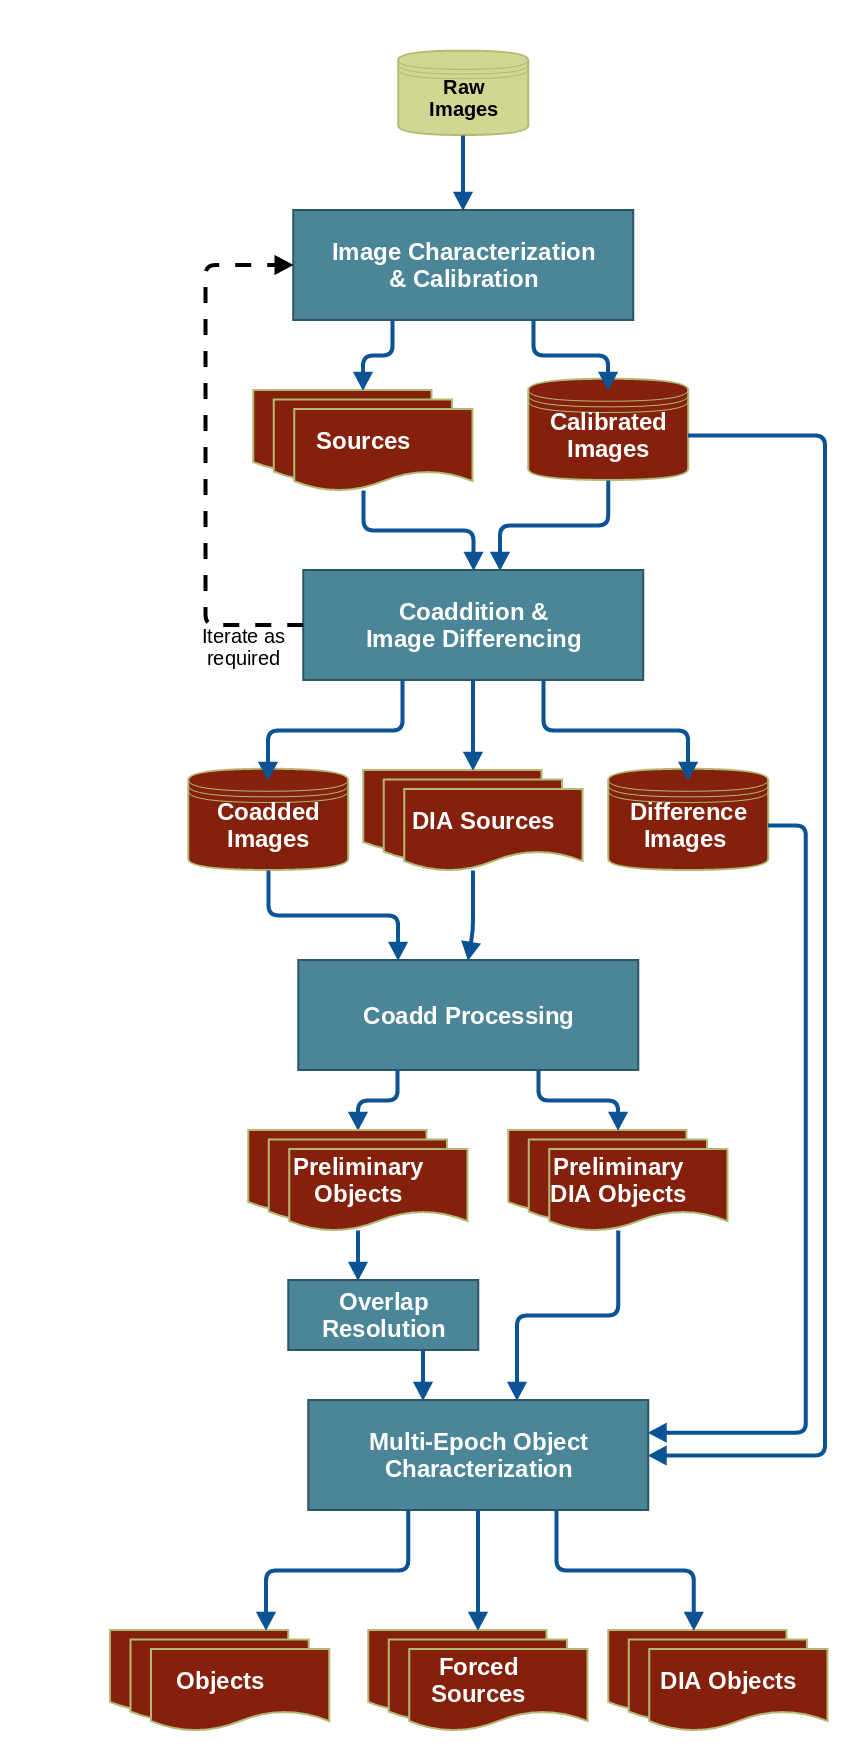 Raw
Images
Image Characterization
& Calibration
Sources
Calibrated
Images
Coaddition &
Image Differencing
Iterate as
required
Coadded
Images
DIA Sources
Difference
Images
Coadd Processing
Preliminary
Objects
Preliminary
DIA Objects
Overlap
Resolution
Multi-Epoch Object
Characterization
Objects
Forced
Sources
DIA Objects